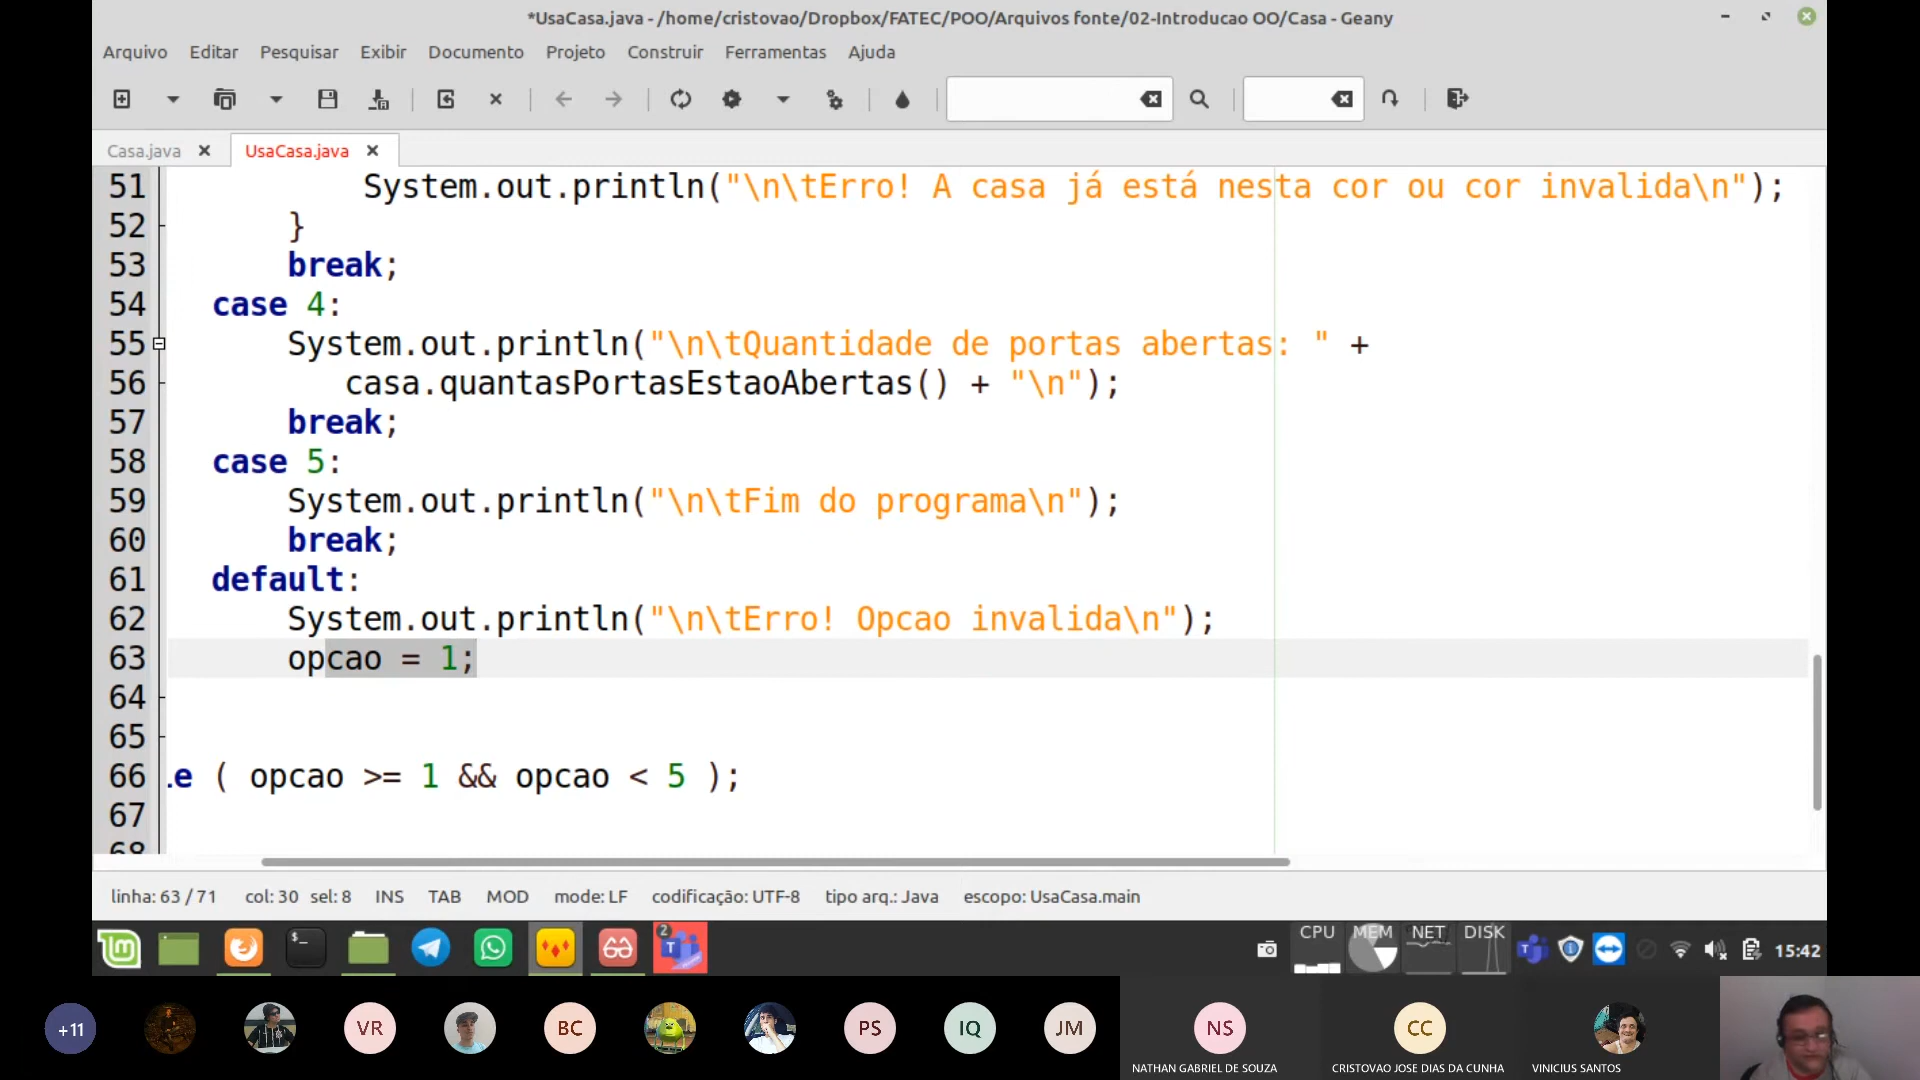 *UsaCasa.java - /home/cristovao/Dropbox/FATEC/POO/Arquivos fonte/02-Introducao OO/Casa - Geany
Arquivo Editar Pesquisar Exibir Documento Projeto Construir Ferramentas Ajuda
Casa.java UsaCasa.java
51 System.out.println("\n\tErro! A casa já está nesta cor ou cor invalida\n");
52 }
53 break;
54 case 4:
55 System.out.println("\n\tQuantidade de portas abertas: " +
56 casa.quantasPortasEstaoAbertas() + "\n");
57 break;
58 case 5:
59 System.out.println("\n\tFim do programa\n");
60 break;
61 default:
62 System.out.println("\n\tErro! Opcao invalida\n");
63 opcao = 1;
64
65
66 e ( opcao >= 1 && opcao < 5 );
67
68
linha: 63 / 71 col: 30 sel: 8 INS TAB MOD mode: LF codificação: UTF-8 tipo arq.: Java escopo: UsaCasa.main
2 CPU MEM NET DISK 15:42
+11 VR BC PS IQ JM NS CC
NATHAN GABRIEL DE SOUZA CRISTOVAO JOSE DIAS DA CUNHA VINICIUS SANTOS